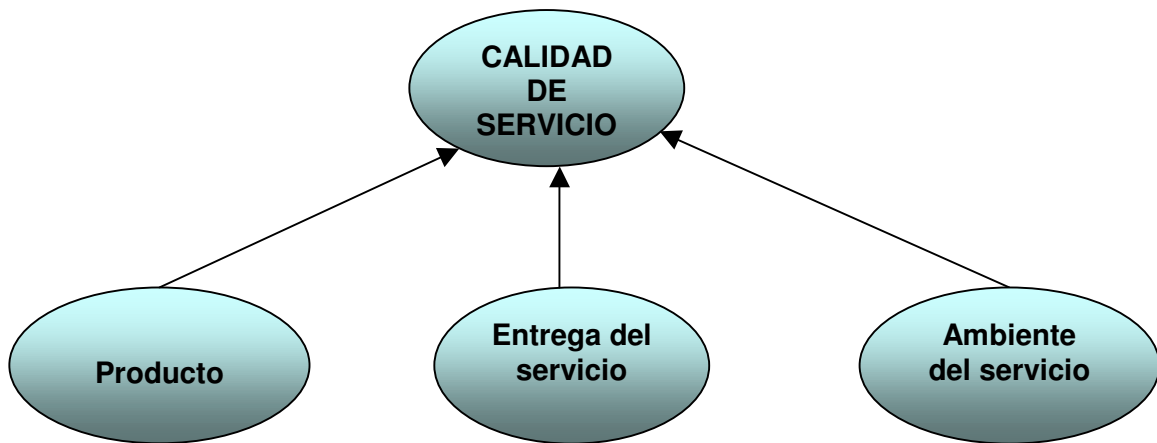 CALIDAD
DE
SERVICIO
Producto
Entrega del
servicio
Ambiente
del servicio